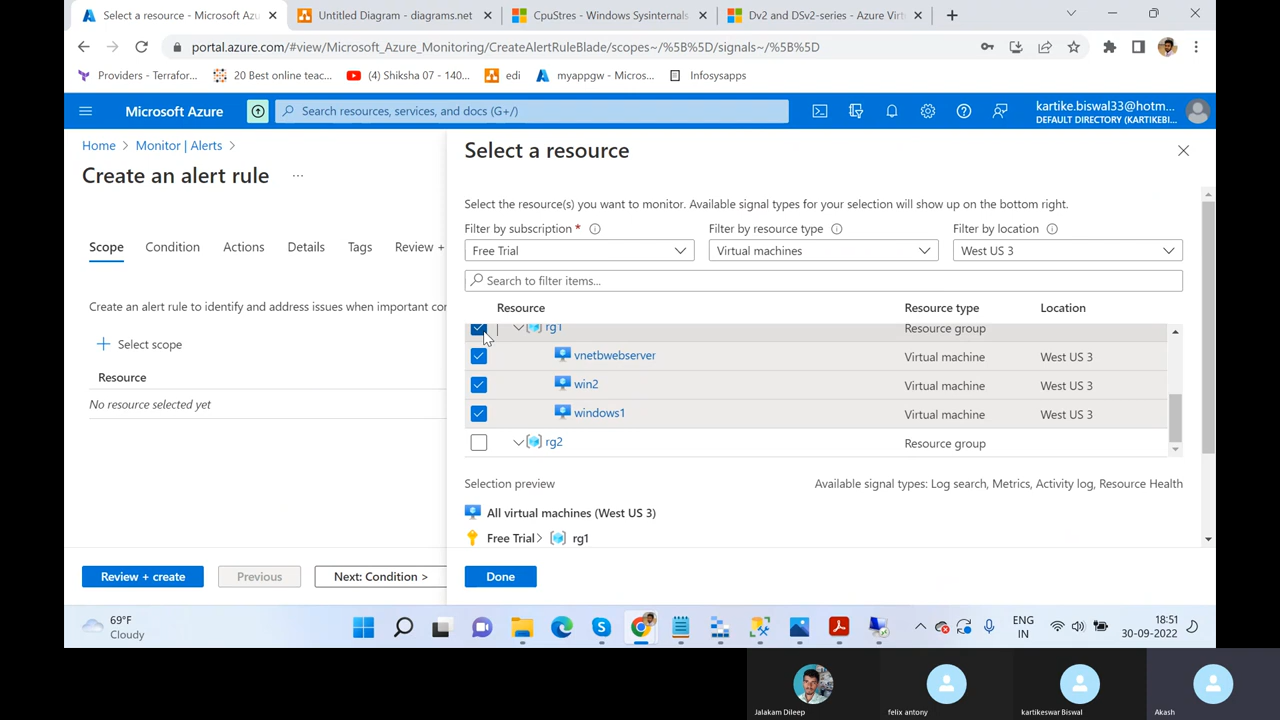 Select a resource - Microsoft Az
Untitled Diagram - diagrams.net
CpuStres - Windows Sysinternals
Dv2 and DSv2-series - Azure Virt
portal.azure.com/#view/Microsoft_Azure_Monitoring/CreateAlertRuleBlade/scopes~/%5B%5D/signals~/%5B%5D
Providers - Terrafor...
20 Best online teac...
(4) Shiksha 07 - 140...
edi
myappgw - Micros...
Infosysapps
Microsoft Azure
Search resources, services, and docs (G+/)
kartike.biswal33@hotm...
DEFAULT DIRECTORY (KARTIKEBI...
Home > Monitor | Alerts >
Create an alert rule ...
Scope
Condition
Actions
Details
Tags
Review +
Create an alert rule to identify and address issues when important con
+ Select scope
Resource
No resource selected yet
Review + create
Previous
Next: Condition >
Select a resource
Select the resource(s) you want to monitor. Available signal types for your selection will show up on the bottom right.
Filter by subscription *
Filter by resource type
Filter by location
Free Trial
Virtual machines
West US 3
Search to filter items...
Resource Resource type Location
rg1 Resource group
vnetbwebserver Virtual machine West US 3
win2 Virtual machine West US 3
windows1 Virtual machine West US 3
rg2 Resource group
Selection preview
Available signal types: Log search, Metrics, Activity log, Resource Health
All virtual machines (West US 3)
Free Trial > rg1
Done
69°F
Cloudy
ENG
IN
18:51
30-09-2022
Jalakam Dileep
felix antony
kartikeswar Biswal
Akash